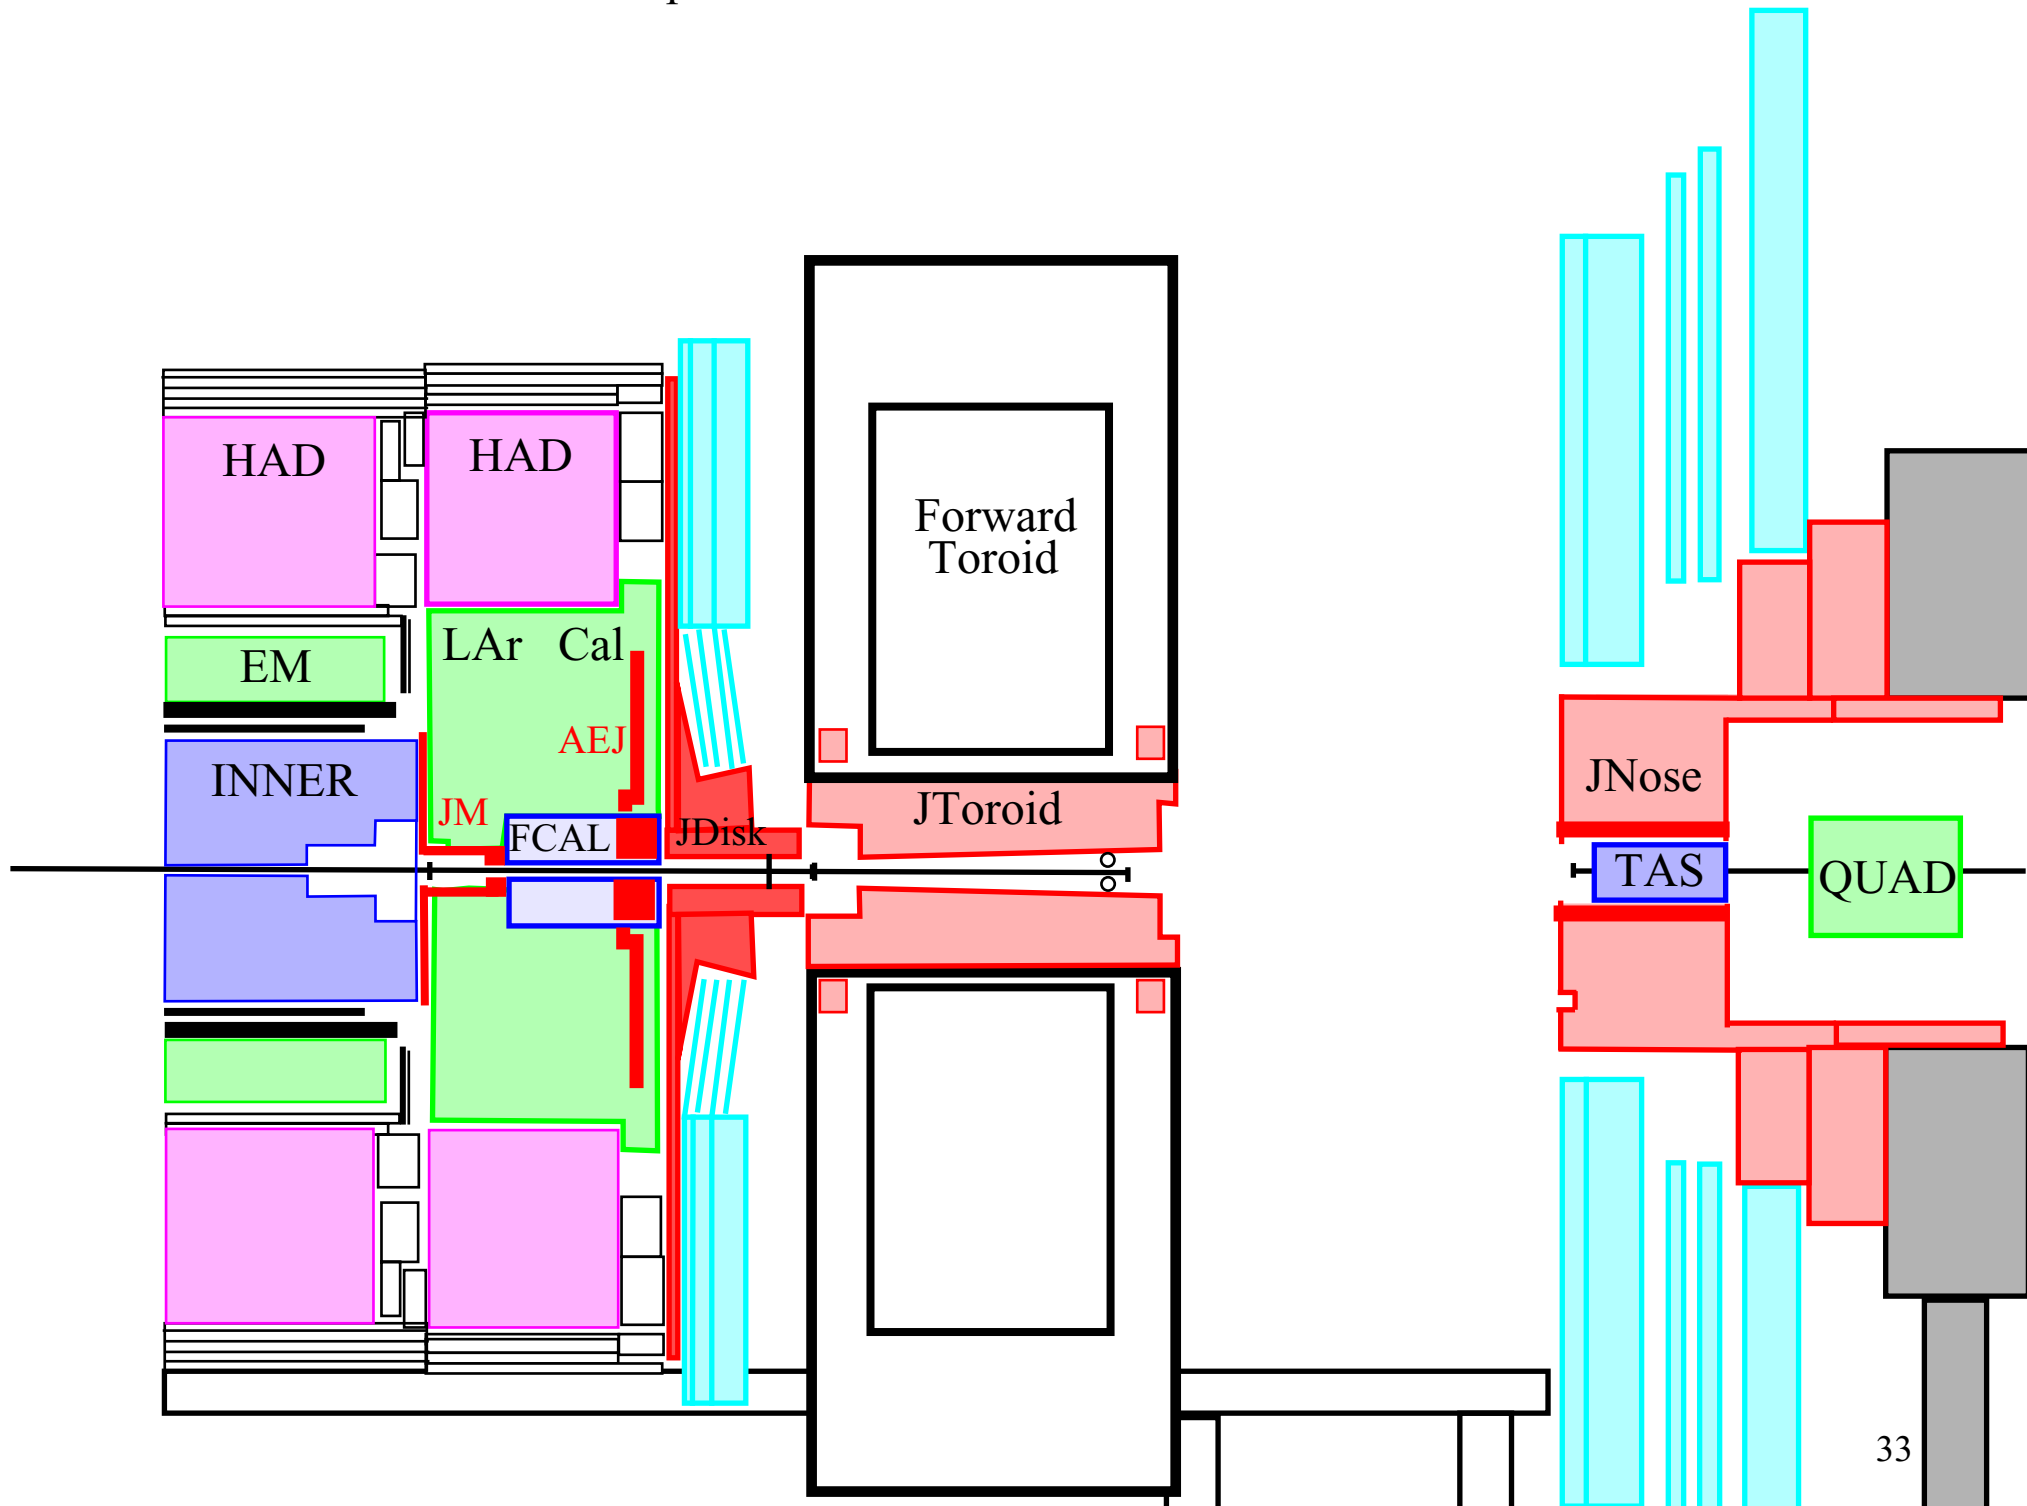 HAD
HAD
Forward
Toroid
LAr Cal
EM
AEJ
INNER
JNose
JM
JToroid
FCAL
JDisk
TAS
QUAD
33